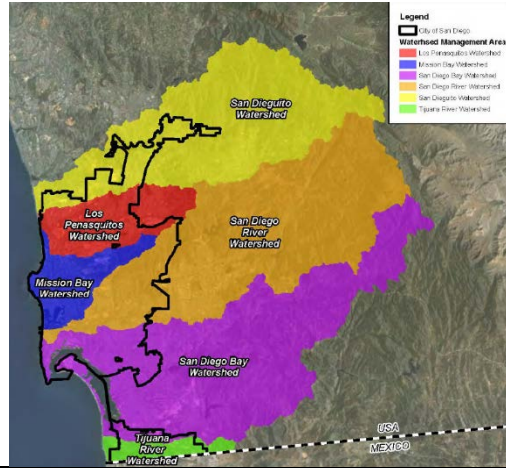 Legend
City of San Diego
Watershed Management Area
Los Penasquitos Watershed
Mission Bay Watershed
San Diego Bay Watershed
San Diego River Watershed
San Dieguito Watershed
Tijuana River Watershed
San Dieguito
Watershed
Los
Penasquitos
Watershed
San Diego
River
Watershed
Mission Bay
Watershed
San Diego Bay
Watershed
Tijuana
River
Watershed
USA
MEXICO